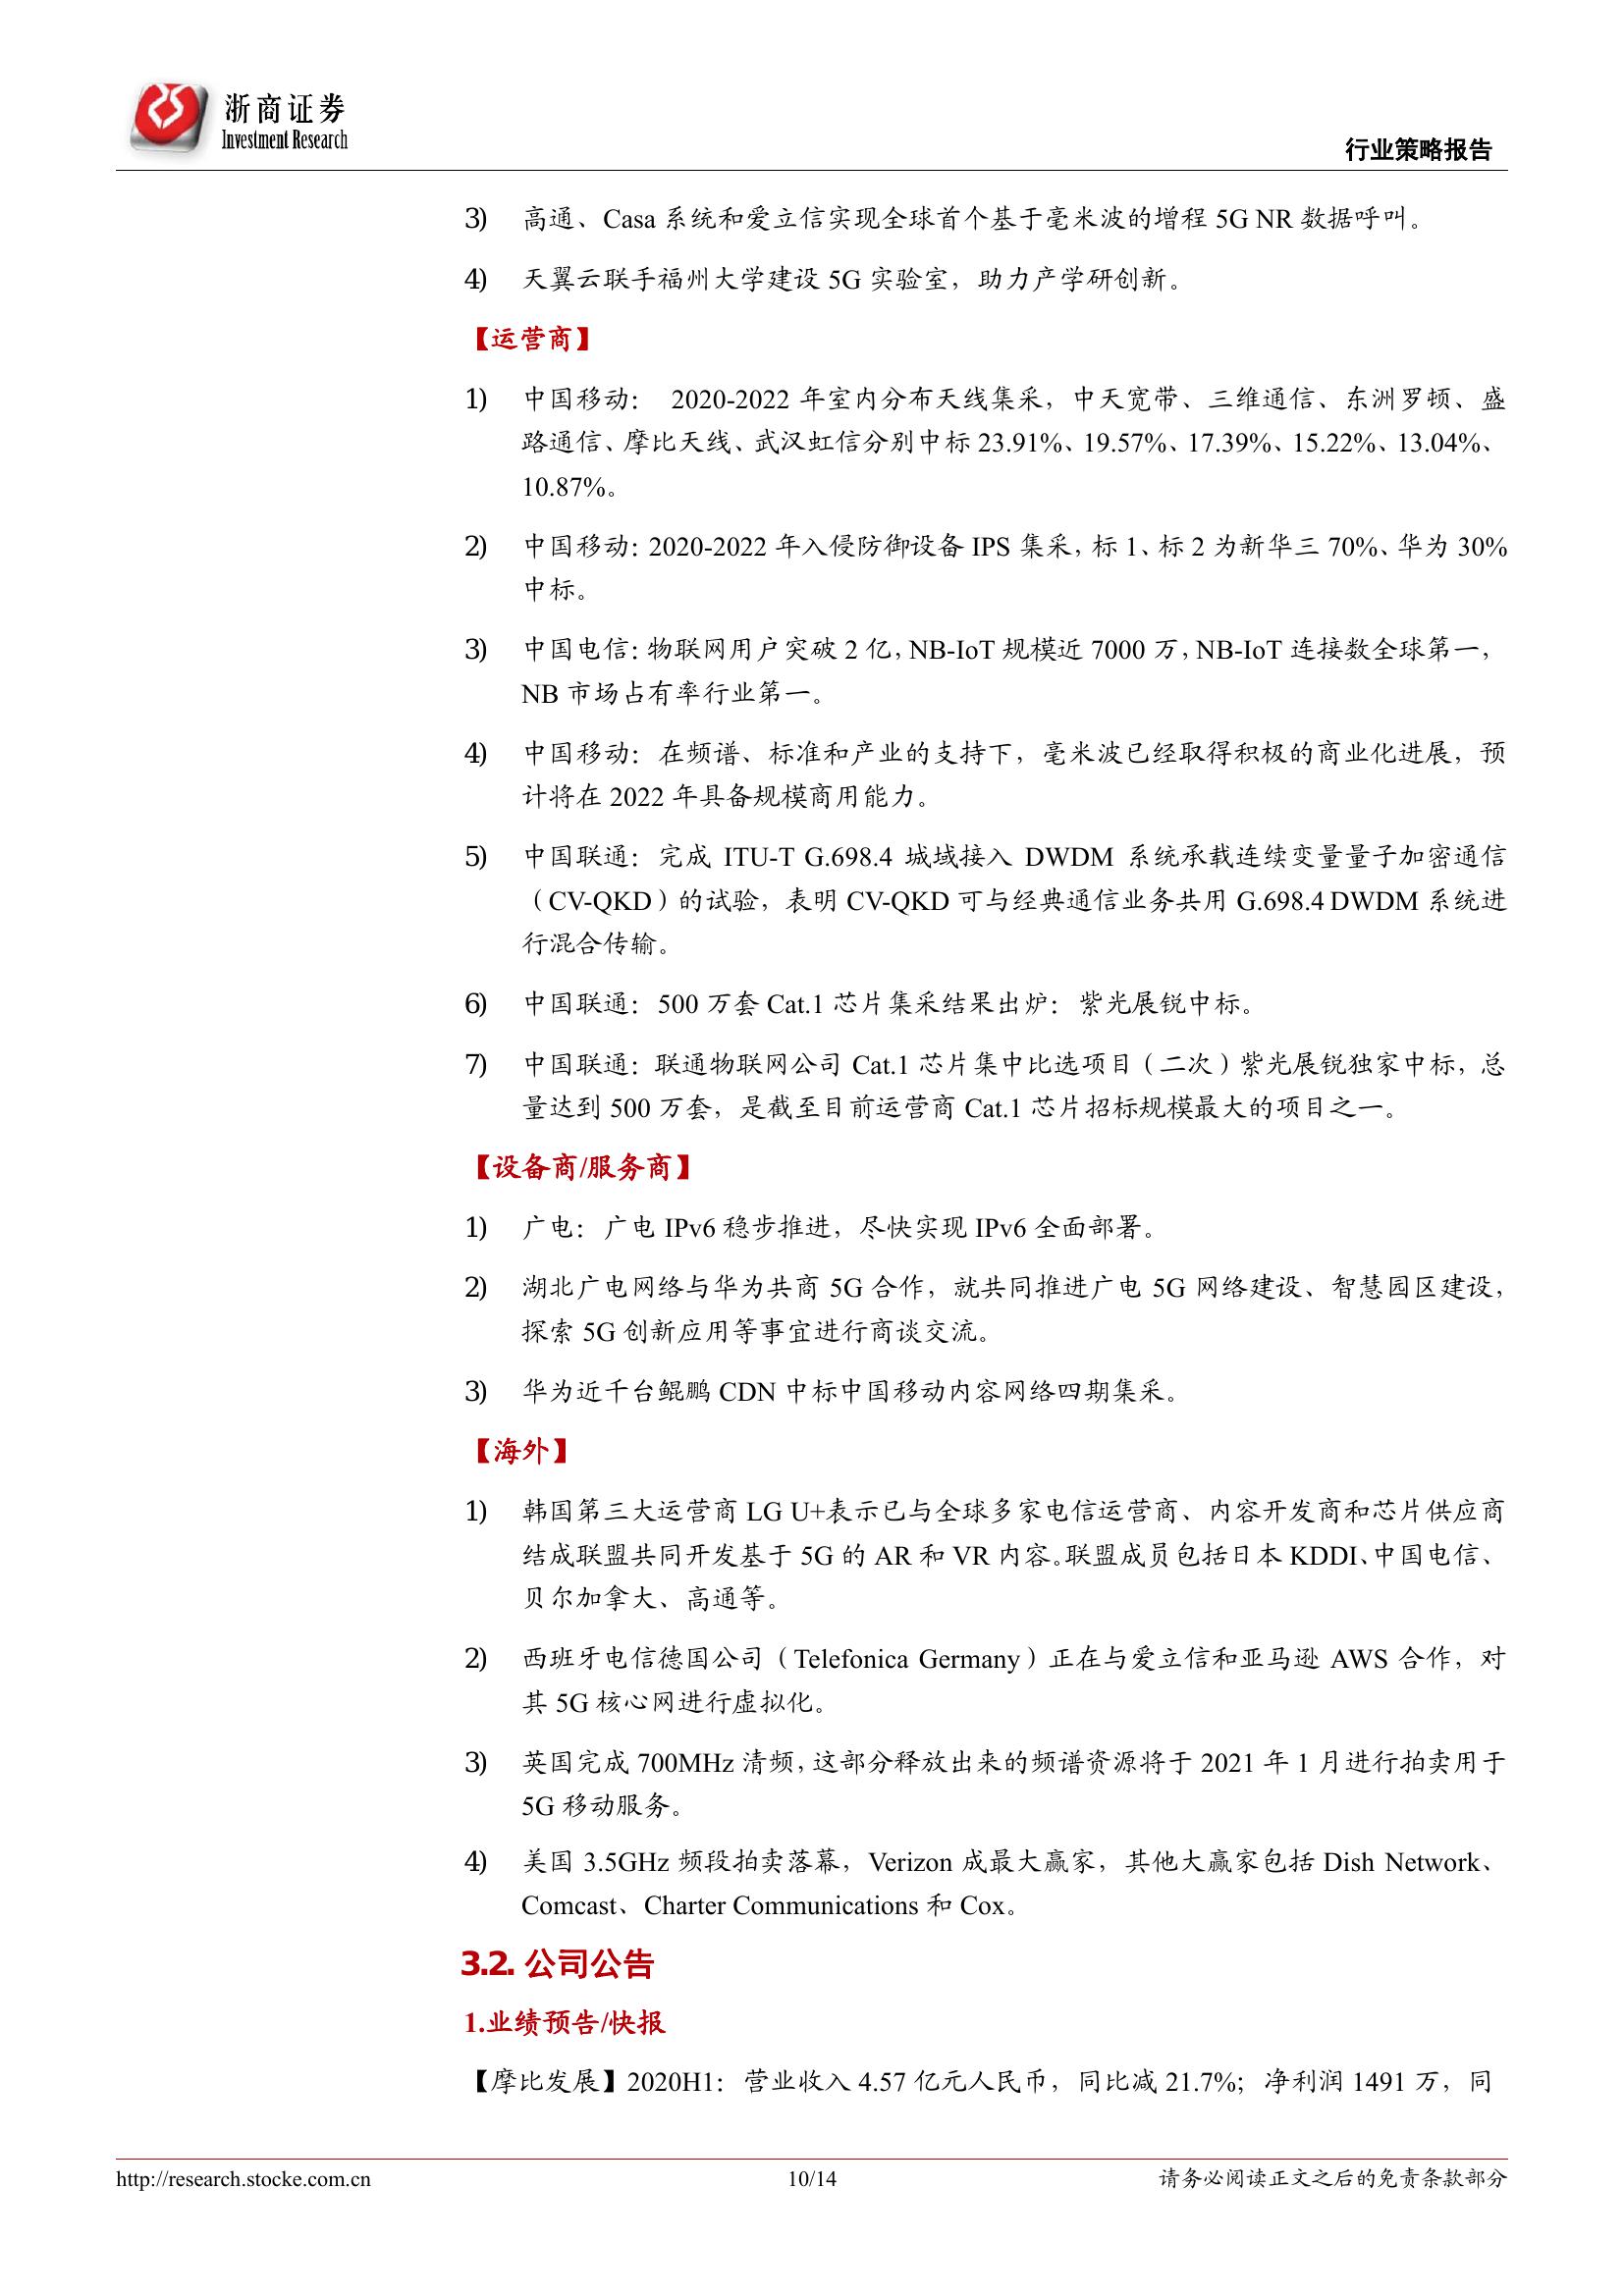 浙商证券
Investment Research
行业策略报告
3) 高通、Casa 系统和爱立信实现全球首个基于毫米波的增程 5G NR 数据呼叫。
4) 天翼云联手福州大学建设 5G 实验室，助力产学研创新。
【运营商】
1) 中国移动： 2020-2022 年室内分布天线集采，中天宽带、三维通信、东洲罗顿、盛
路通信、摩比天线、武汉虹信分别中标 23.91%、19.57%、17.39%、15.22%、13.04%、
10.87%。
2) 中国移动：2020-2022 年入侵防御设备 IPS 集采，标 1、标 2 为新华三 70%、华为 30%
中标。
3) 中国电信：物联网用户突破 2 亿，NB-IoT 规模近 7000 万，NB-IoT 连接数全球第一，
NB 市场占有率行业第一。
4) 中国移动：在频谱、标准和产业的支持下，毫米波已经取得积极的商业化进展，预
计将在 2022 年具备规模商用能力。
5) 中国联通：完成 ITU-T G.698.4 城域接入 DWDM 系统承载连续变量量子加密通信
（CV-QKD）的试验，表明 CV-QKD 可与经典通信业务共用 G.698.4 DWDM 系统进
行混合传输。
6) 中国联通：500 万套 Cat.1 芯片集采结果出炉：紫光展锐中标。
7) 中国联通：联通物联网公司 Cat.1 芯片集中比选项目（二次）紫光展锐独家中标，总
量达到 500 万套，是截至目前运营商 Cat.1 芯片招标规模最大的项目之一。
【设备商/服务商】
1) 广电：广电 IPv6 稳步推进，尽快实现 IPv6 全面部署。
2) 湖北广电网络与华为共商 5G 合作，就共同推进广电 5G 网络建设、智慧园区建设，
探索 5G 创新应用等事宜进行商谈交流。
3) 华为近千台鲲鹏 CDN 中标中国移动内容网络四期集采。
【海外】
1) 韩国第三大运营商 LG U+表示已与全球多家电信运营商、内容开发商和芯片供应商
结成联盟共同开发基于 5G 的 AR 和 VR 内容。联盟成员包括日本 KDDI、中国电信、
贝尔加拿大、高通等。
2) 西班牙电信德国公司（Telefonica Germany）正在与爱立信和亚马逊 AWS 合作，对
其 5G 核心网进行虚拟化。
3) 英国完成 700MHz 清频，这部分释放出来的频谱资源将于 2021 年 1 月进行拍卖用于
5G 移动服务。
4) 美国 3.5GHz 频段拍卖落幕，Verizon 成最大赢家，其他大赢家包括 Dish Network、
Comcast、Charter Communications 和 Cox。
3.2. 公司公告
1.业绩预告/快报
【摩比发展】2020H1：营业收入 4.57 亿元人民币，同比减 21.7%；净利润 1491 万，同
http://research.stocke.com.cn
10/14
请务必阅读正文之后的免责条款部分